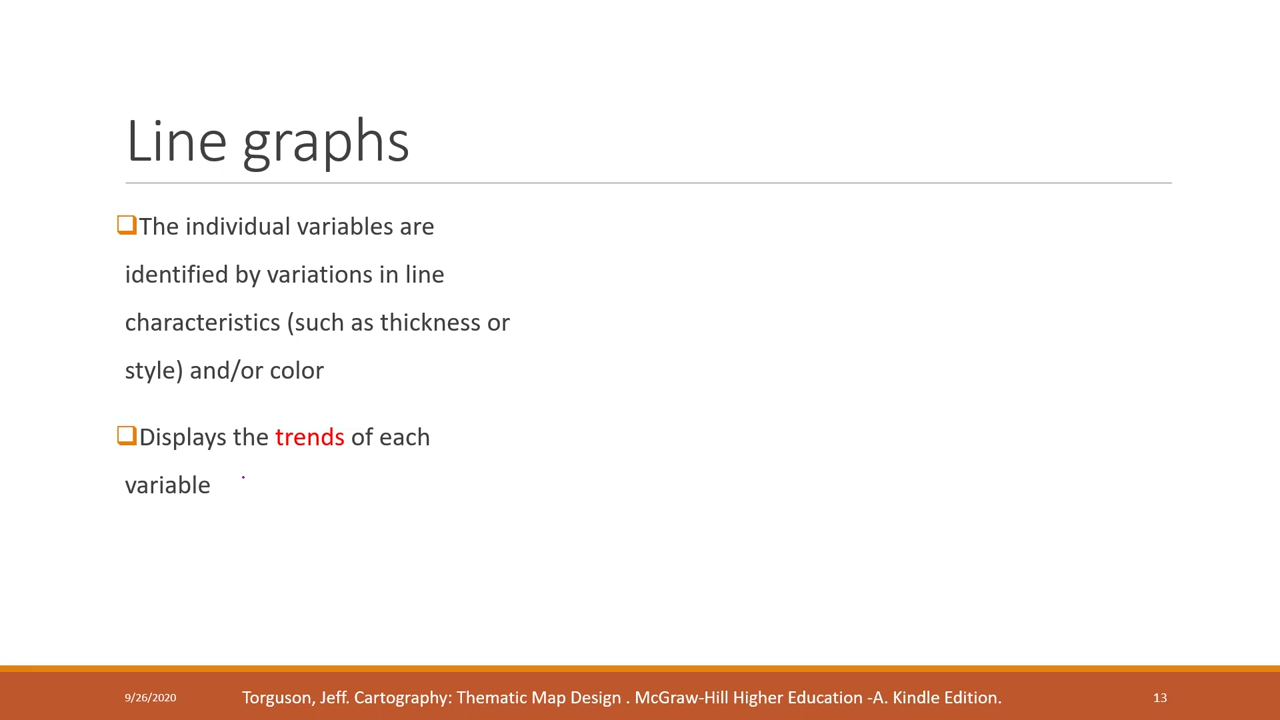 Line graphs
The individual variables are
identified by variations in line
characteristics (such as thickness or
style) and/or color
Displays the trends of each
variable
9/26/2020 Torguson, Jeff. Cartography: Thematic Map Design . McGraw-Hill Higher Education -A. Kindle Edition. 13